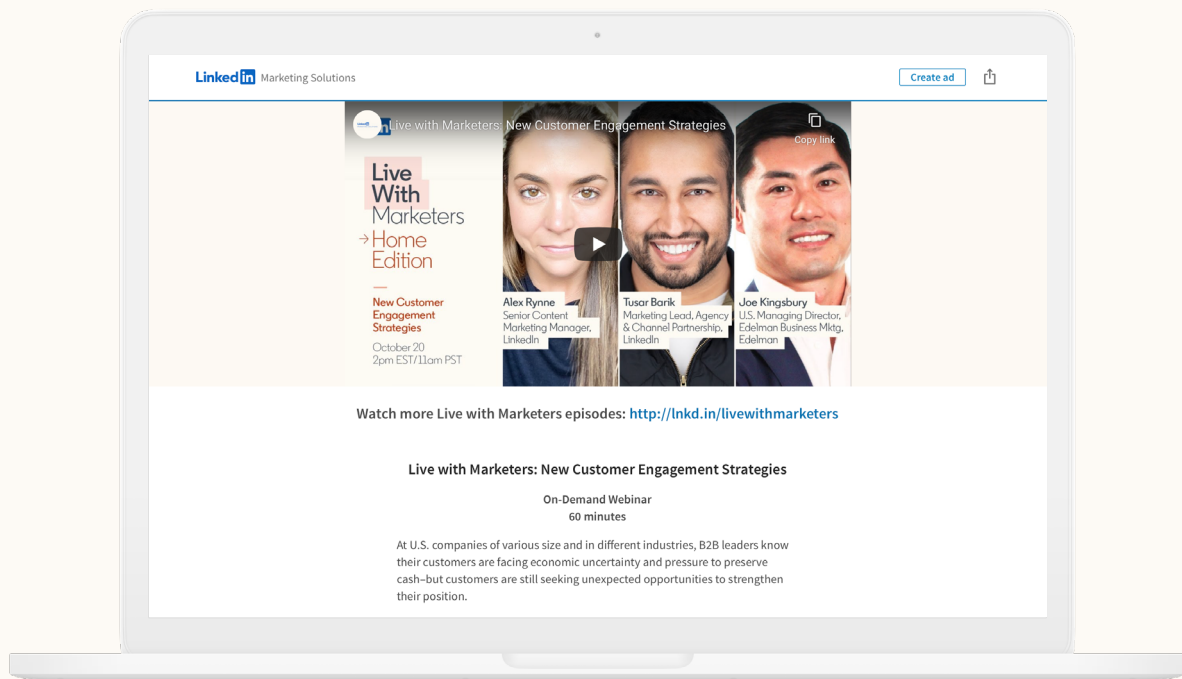 Linked in Marketing Solutions
Create ad
Live with Marketers: New Customer Engagement Strategies
Copy link
Live
With
Marketers
→Home
Edition
New Customer
Engagement
Strategies
October 20
2pm EST/11am PST
Alex Rynne
Senior Content
Marketing Manager,
LinkedIn
Tusar Barik
Marketing Lead, Agency
& Channel Partnership,
LinkedIn
Joe Kingsbury
U.S. Managing Director,
Edelman Business Mktg,
Edelman
Watch more Live with Marketers episodes: http://lnkd.in/livewithmarketers
Live with Marketers: New Customer Engagement Strategies
On-Demand Webinar
60 minutes
At U.S. companies of various size and in different industries, B2B leaders know
their customers are facing economic uncertainty and pressure to preserve
cash–but customers are still seeking unexpected opportunities to strengthen
their position.